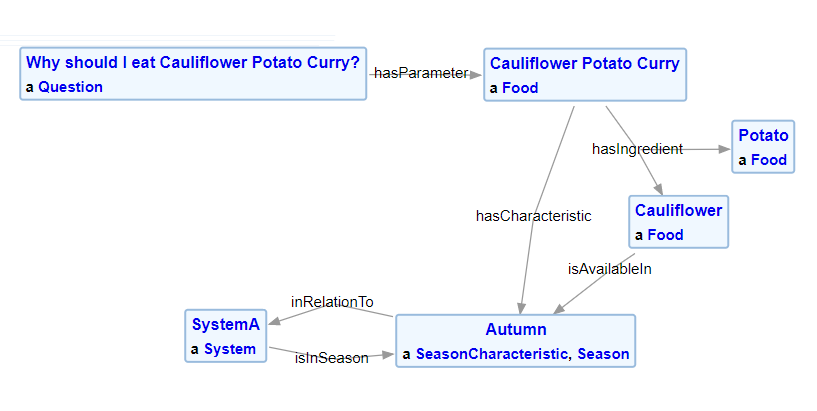 Why should I eat Cauliflower Potato Curry?
a Question
hasParameter
Cauliflower Potato Curry
a Food
hasIngredient
Potato
a Food
Cauliflower
a Food
hasCharacteristic
isAvailableIn
inRelationTo
SystemA
a System
isInSeason
Autumn
a SeasonCharacteristic, Season